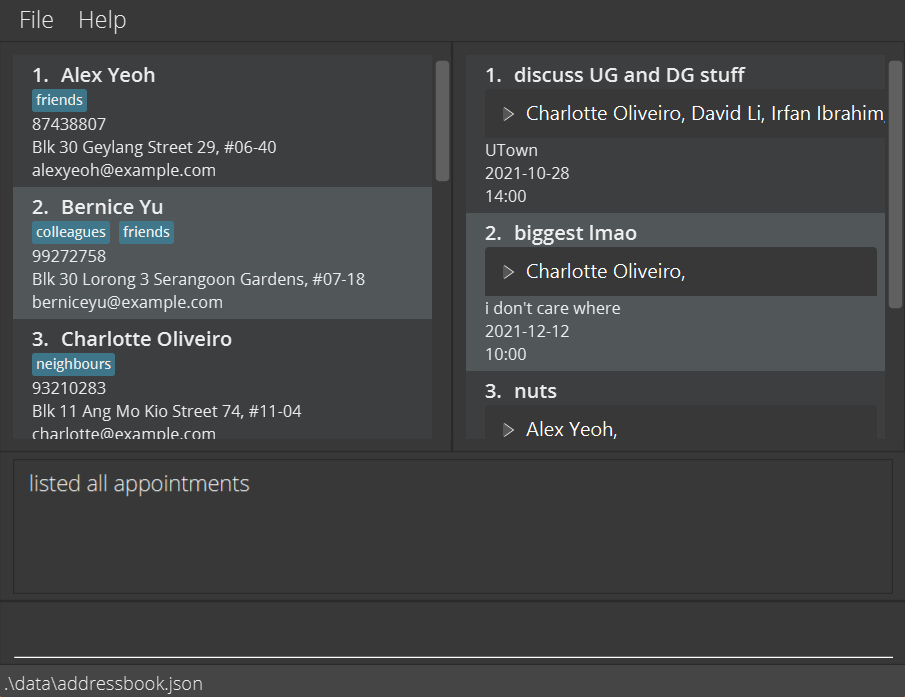 File Help
1. Alex Yeoh
friends
87438807
Blk 30 Geylang Street 29, #06-40
alexyeoh@example.com
2. Bernice Yu
colleagues friends
99272758
Blk 30 Lorong 3 Serangoon Gardens, #07-18
berniceyu@example.com
3. Charlotte Oliveiro
neighbours
93210283
Blk 11 Ang Mo Kio Street 74, #11-04
charlotte@example.com
1. discuss UG and DG stuff
Charlotte Oliveiro, David Li, Irfan Ibrahim,
UTown
2021-10-28
14:00
2. biggest lmao
Charlotte Oliveiro,
i don't care where
2021-12-12
10:00
3. nuts
Alex Yeoh,
listed all appointments
.\data\addressbook.json